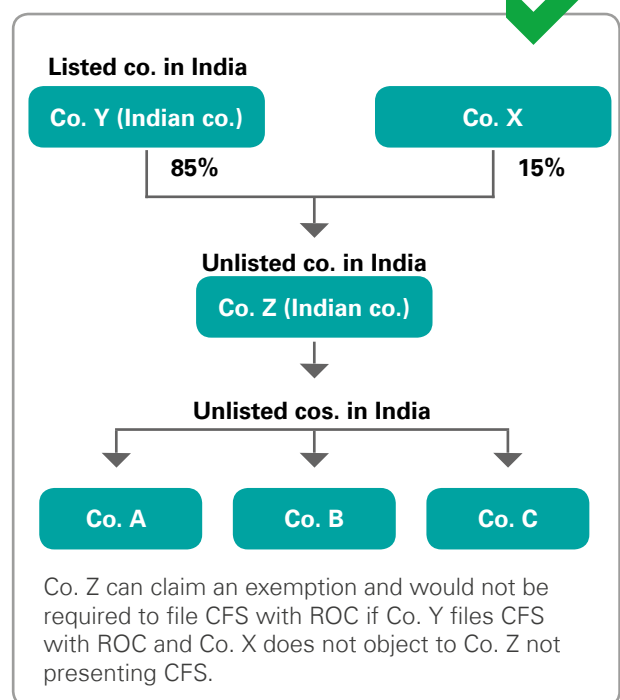 Listed co. in India
Co. Y (Indian co.)
Co. X
85%
15%
Unlisted co. in India
Co. Z (Indian co.)
Unlisted cos. in India
Co. A
Co. B
Co. C
Co. Z can claim an exemption and would not be
required to file CFS with ROC if Co. Y files CFS
with ROC and Co. X does not object to Co. Z not
presenting CFS.